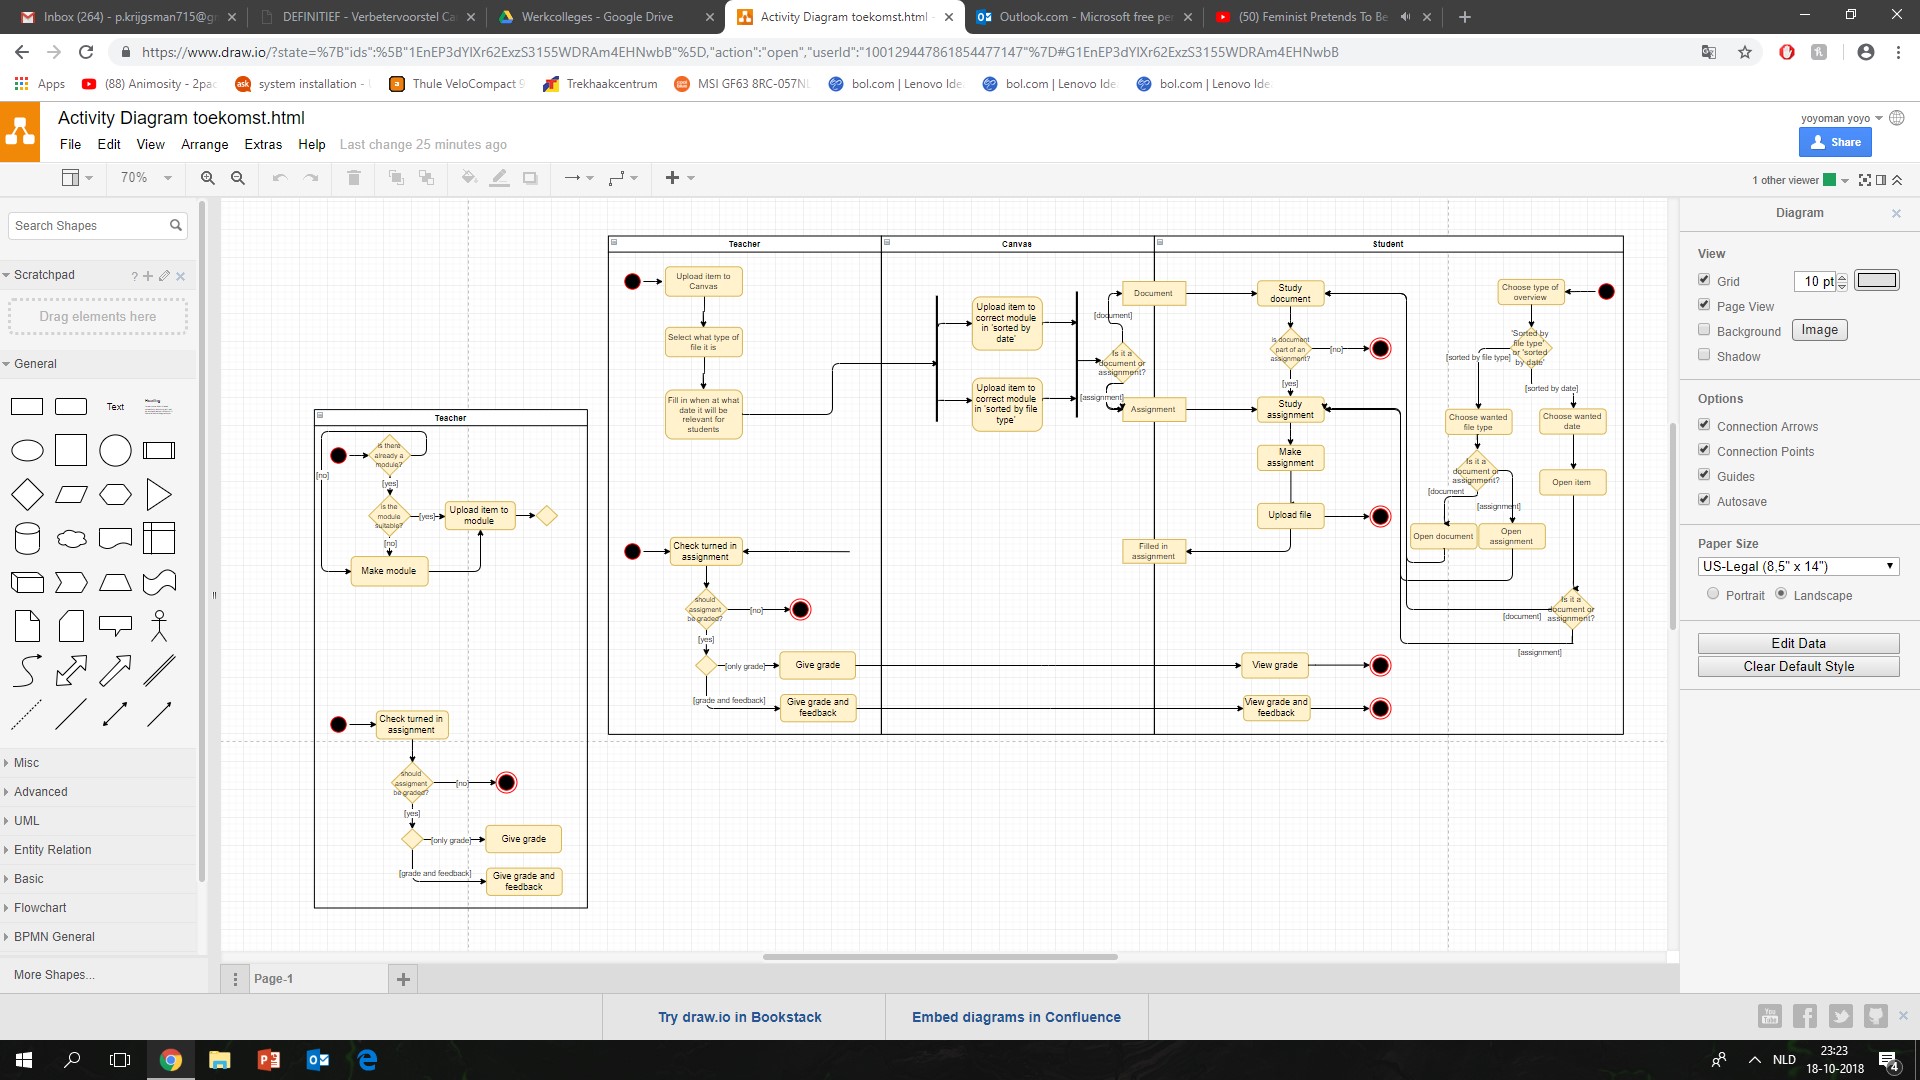 Inbox (264) - p.krijgsman715@g
DEFINITIEF - Verbetervoorstel Ca
Werkcolleges - Google Drive
Activity Diagram toekomst.html -
Outlook.com - Microsoft free per
(50) Feminist Pretends To Be
https://www.draw.io/?state=%7B"ids":%5B"1EnEP3dYlXr62ExzS3155WDRAm4EHNwbB"%5D,"action":"open","userId":"100129447861854477147"%7D#G1EnEP3dYlXr62ExzS3155WDRAm4EHNwbB
Apps
(88) Animosity - 2pac
system installation -
Thule VeloCompact 9
Trekhaakcentrum
MSI GF63 8RC-057NL
bol.com | Lenovo Ide
bol.com | Lenovo Ide
bol.com | Lenovo Ide
Activity Diagram toekomst.html
yoyoman yoyo
File Edit View Arrange Extras Help Last change 25 minutes ago
Share
70%
1 other viewer
Search Shapes
Scratchpad
?
Drag elements here
General
Text
Heading
Misc
Advanced
UML
Entity Relation
Basic
Flowchart
BPMN General
More Shapes...
Teacher
is there
already a
module?
[no]
[yes]
is the
module
suitable?
[yes]
Upload item to
module
[no]
Make module
Check turned in
assignment
should
assigment
be graded?
[no]
[yes]
[only grade]
Give grade
[grade and feedback]
Give grade and
feedback
Teacher
Canvas
Student
Upload item to
Canvas
Select what type of
file it is
Fill in when at what
date it will be
relevant for
students
Check turned in
assignment
should
assigment
be graded?
[no]
[yes]
[only grade]
Give grade
[grade and feedback]
Give grade and
feedback
Upload item to
correct module
in 'sorted by
date'
Upload item to
correct module
in 'sorted by file
type'
[document]
Is it a
document or
assignment?
[assignment]
Document
Assignment
Filled in
assignment
Study
document
is document
part of an
assignment?
[no]
[yes]
Study
assignment
Make
assignment
Upload file
View grade
View grade and
feedback
Choose type of
overview
'Sorted by
file type'
or 'sorted
by date'
[sorted by file type]
[sorted by date]
Choose wanted
file type
Choose wanted
date
Is it a
document or
assignment?
[document
[assignment]
Open item
Open document
Open
assignment
Is it a
document or
assignment?
[document]
[assignment]
Diagram
View
Grid
10 pt
Page View
Background
Image
Shadow
Options
Connection Arrows
Connection Points
Guides
Autosave
Paper Size
US-Legal (8,5" x 14")
Portrait
Landscape
Edit Data
Clear Default Style
Page-1
Try draw.io in Bookstack
Embed diagrams in Confluence
You
Tube
NLD
23:23
18-10-2018
4